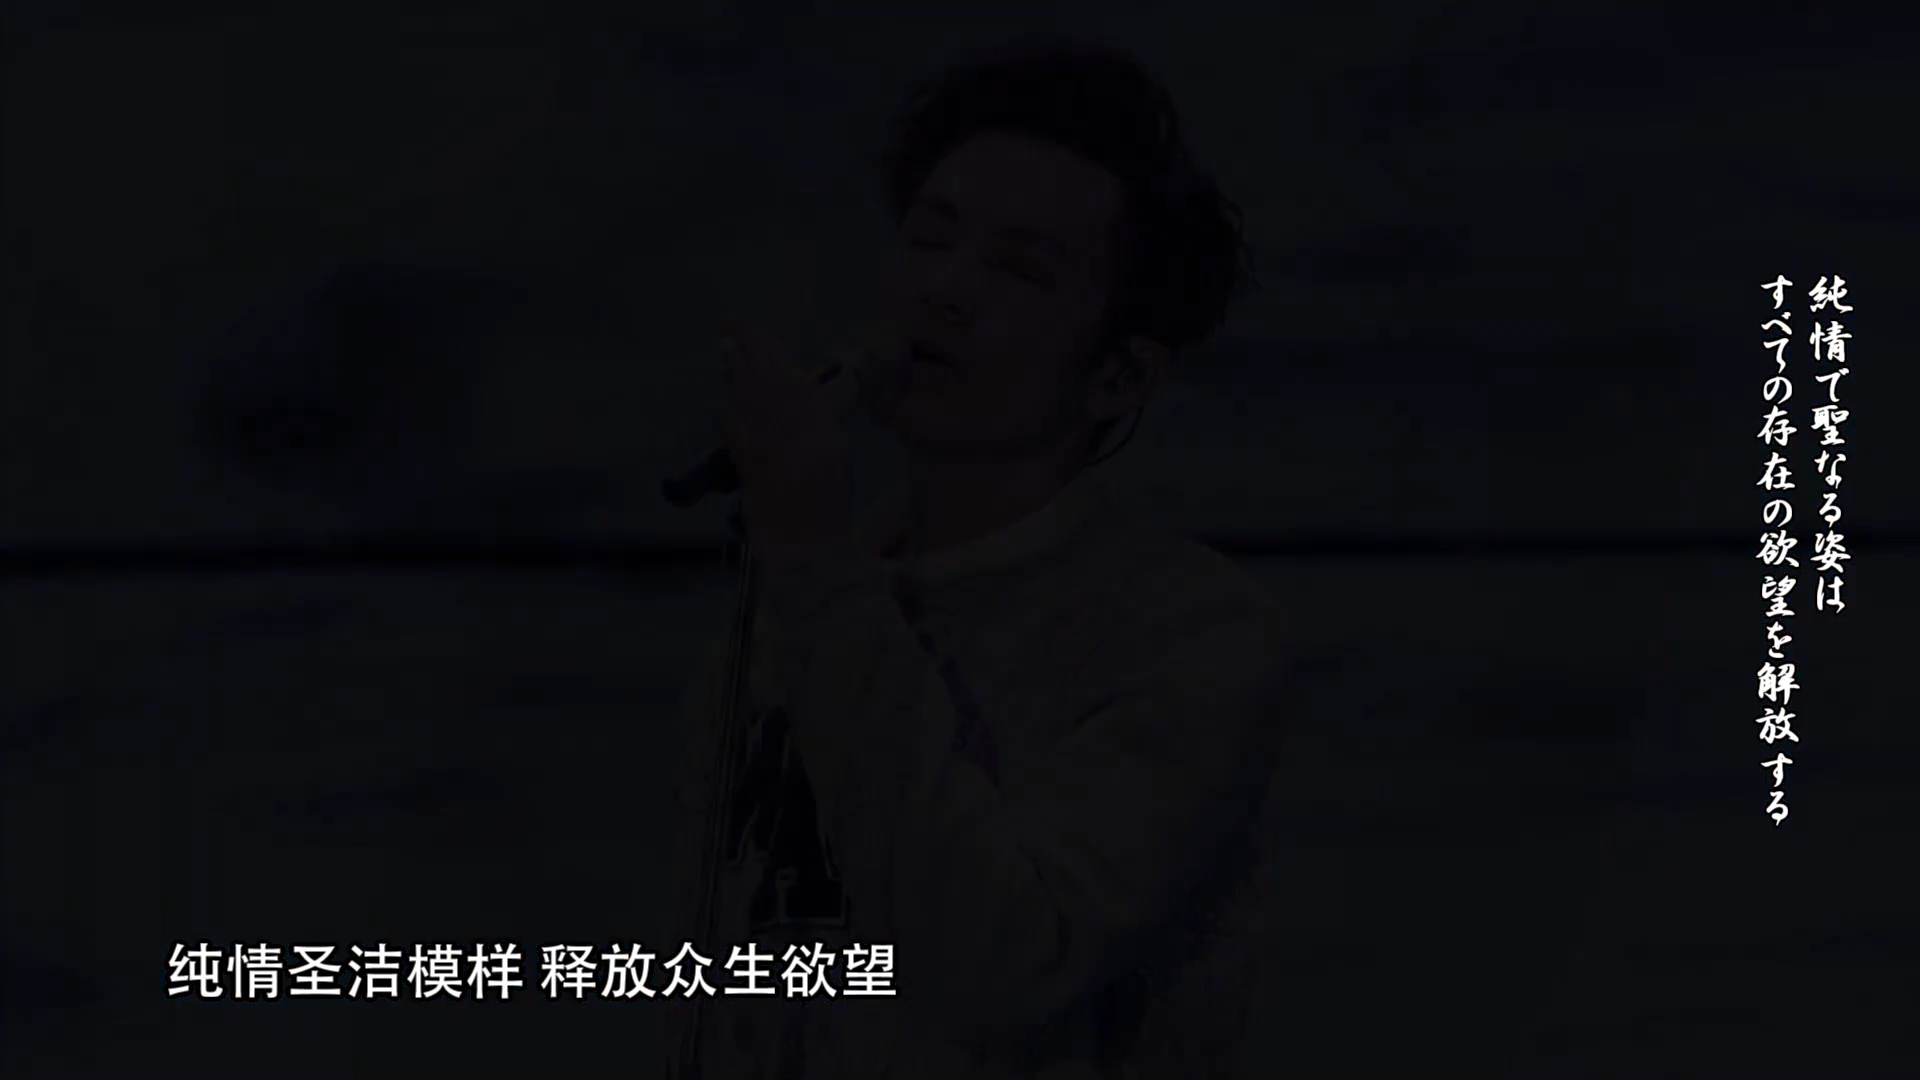 純情で聖なる姿は
すべての存在の欲望を解放する
纯情圣洁模样 释放众生欲望